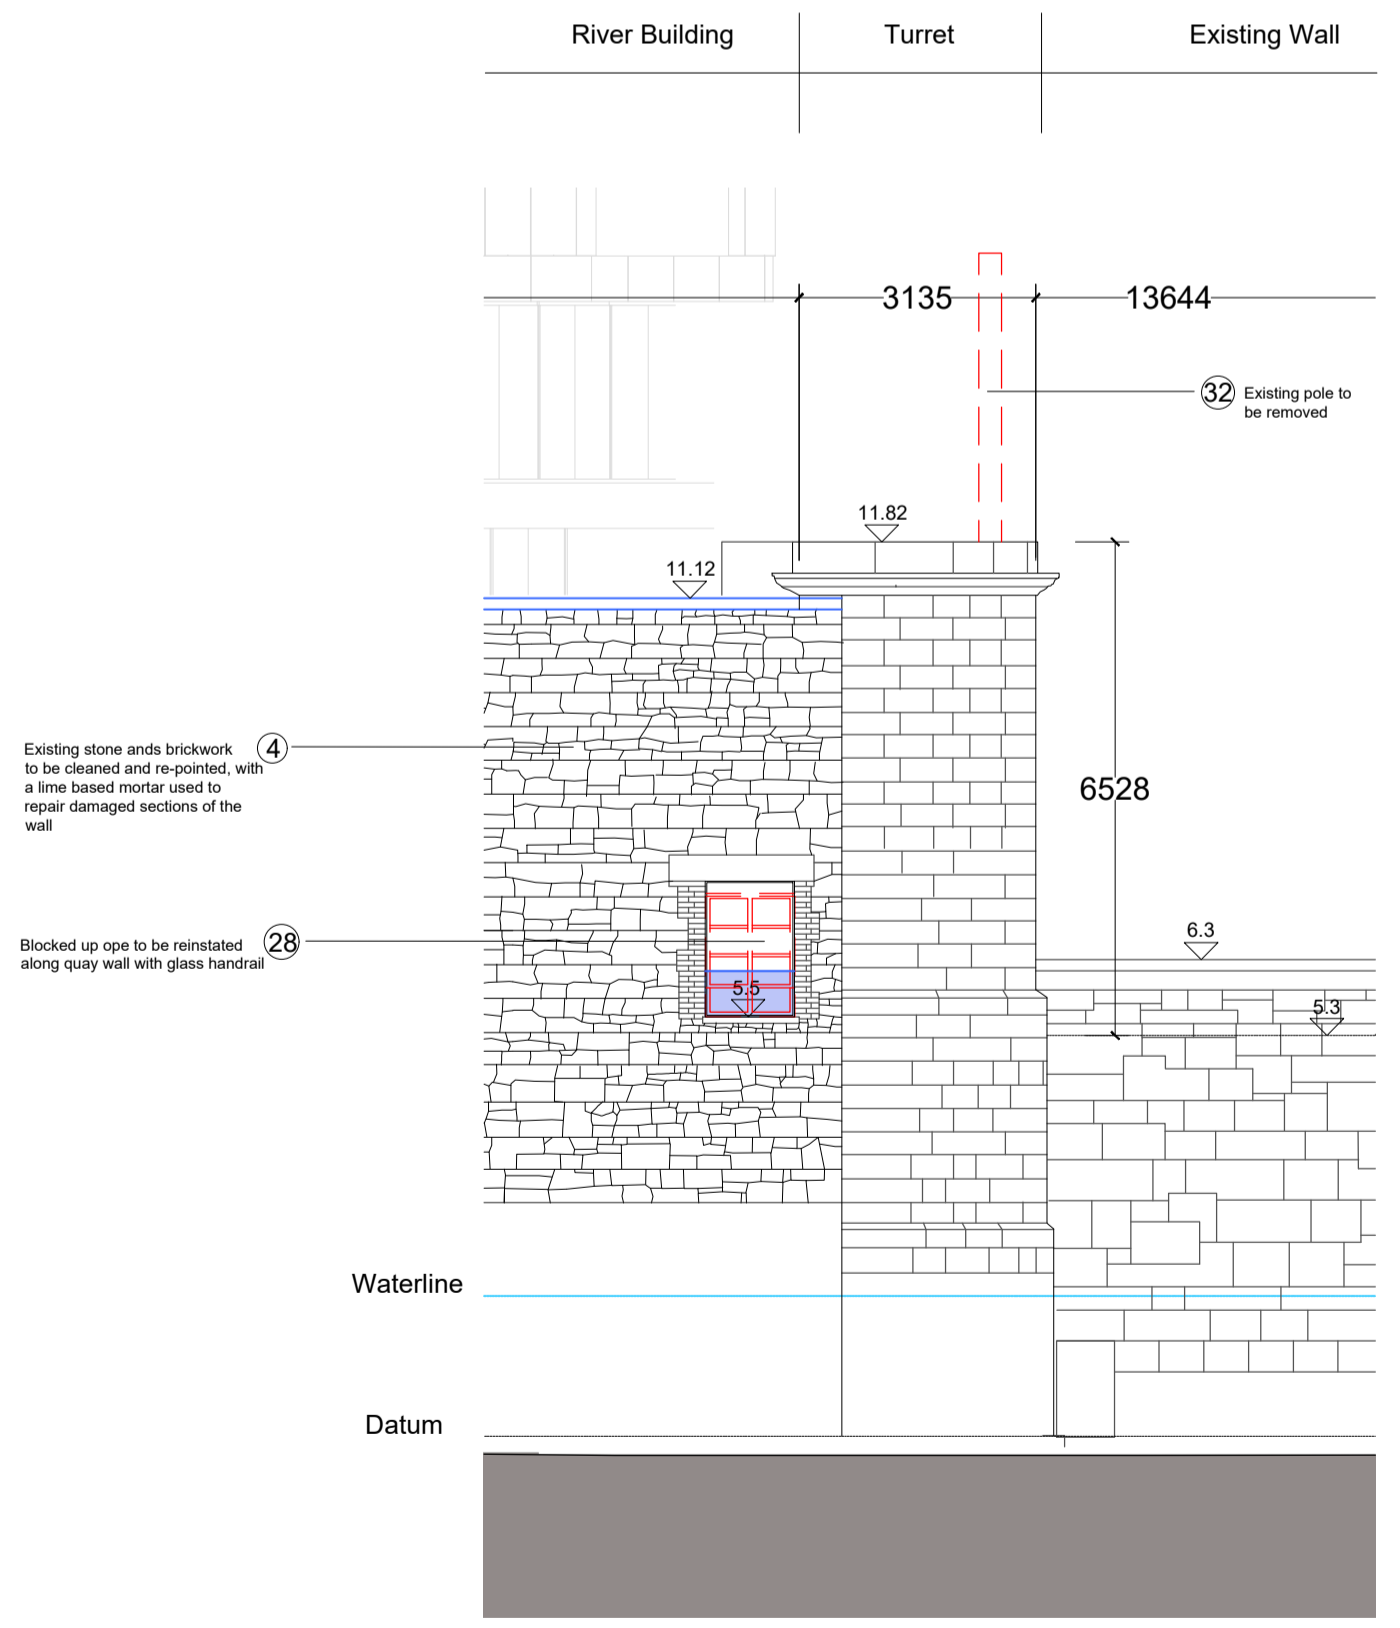 River Building
Turret
Existing Wall
3135
13644
32
Existing pole to
be removed
11.82
11.12
4
Existing stone ands brickwork
to be cleaned and re-pointed, with
a lime based mortar used to
repair damaged sections of the
wall
6528
28
Blocked up ope to be reinstated
along quay wall with glass handrail
6.3
5.5
5.3
Waterline
Datum